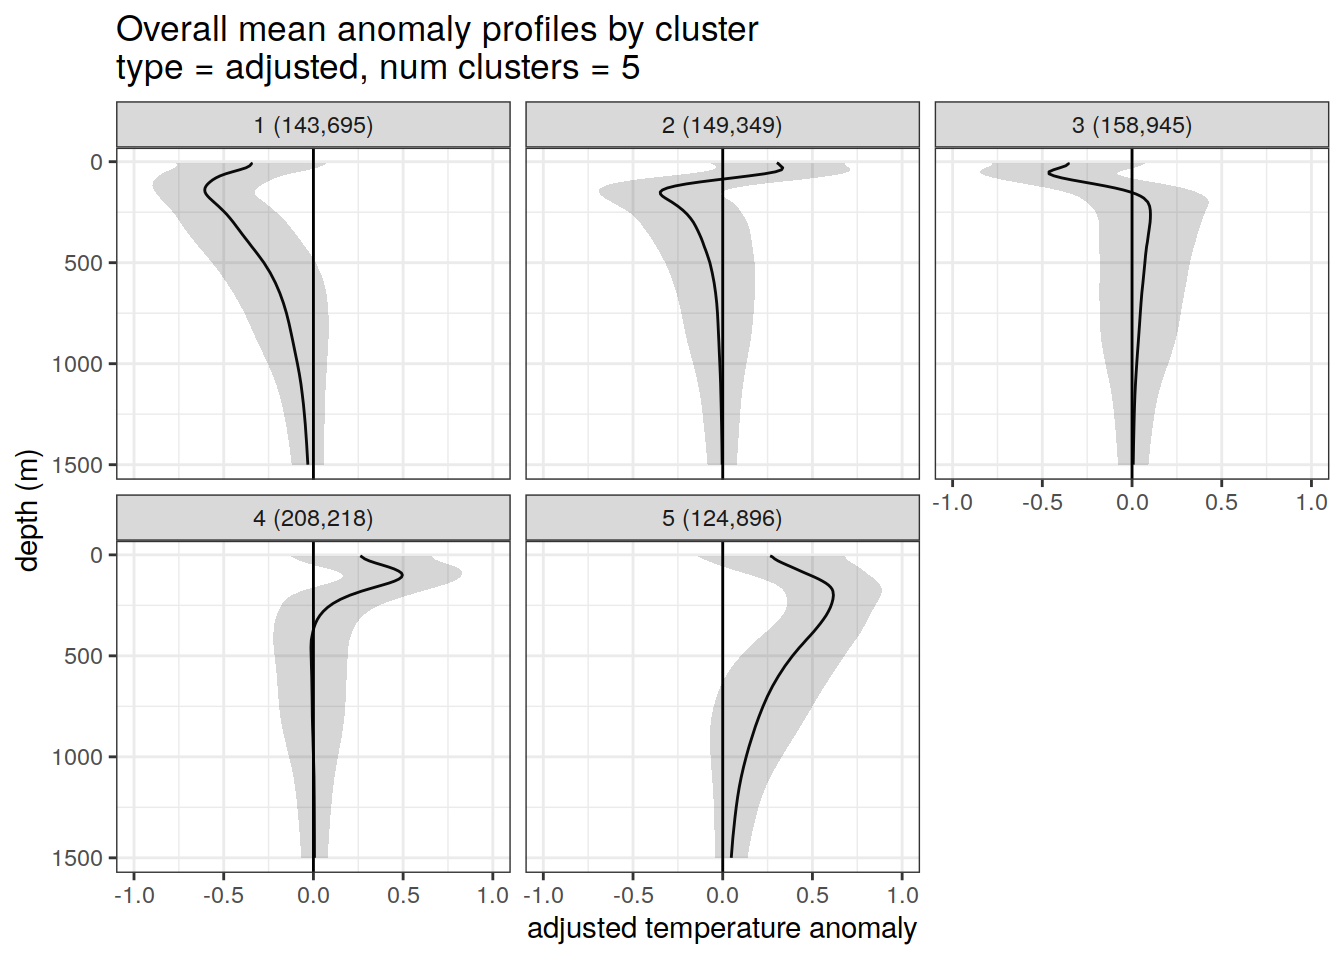 Overall mean anomaly profiles by cluster
type = adjusted, num clusters = 5
1 (143,695)
2 (149,349)
3 (158,945)
0
500
1000
1500
-1.0 -0.5 0.0 0.5 1.0
4 (208,218)
5 (124,896)
0
500
1000
1500
-1.0 -0.5 0.0 0.5 1.0
-1.0 -0.5 0.0 0.5 1.0
depth (m)
adjusted temperature anomaly